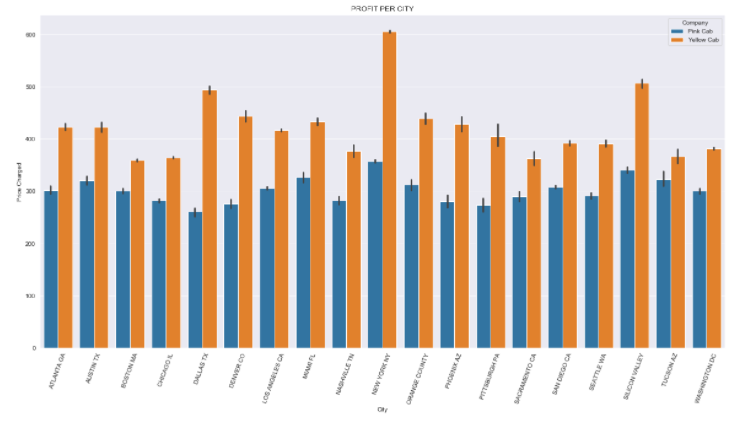 PROFIT PER CITY
Company
Pink Cab
Yellow Cab
Price Charged
600
500
400
300
200
100
0
ATLANTA GA
AUSTIN TX
BOSTON MA
CHICAGO IL
DALLAS TX
DENVER CO
LOS ANGELES CA
MIAMI FL
NASHVILLE TN
NEW YORK NY
ORANGE COUNTY
PHOENIX AZ
PITTSBURGH PA
SACRAMENTO CA
SAN DIEGO CA
SEATTLE WA
SILICON VALLEY
TUCSON AZ
WASHINGTON DC
City